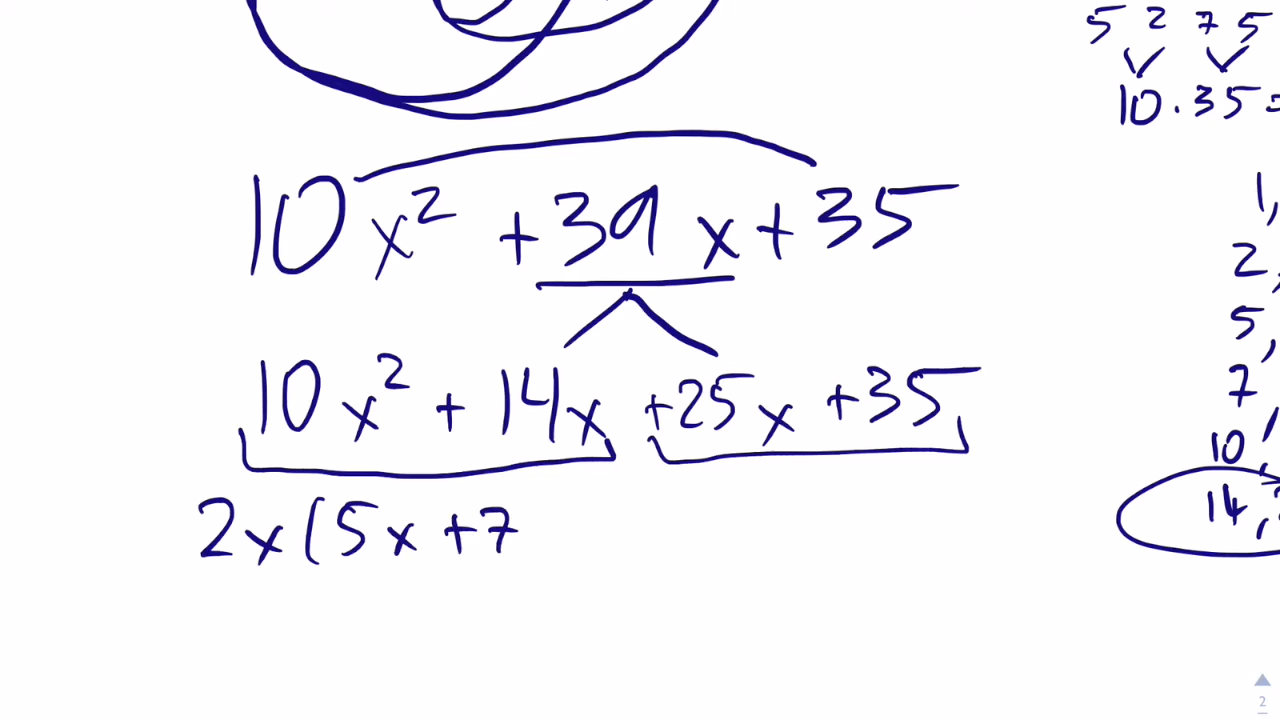 5 2 7 5
10.35=
10x² +39x+35
10x² + 14x +25x +35
2x(5x+7
1,
2,
5,
7,
10,
14,
2